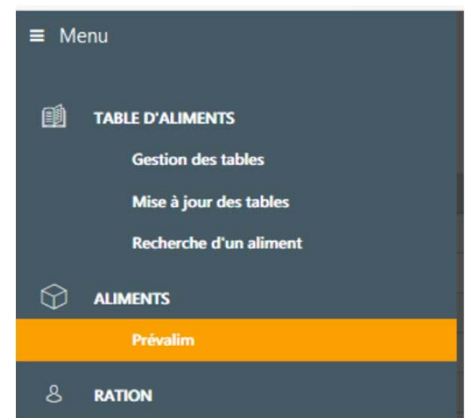 Menu
TABLE D'ALIMENTS
Gestion des tables
Mise à jour des tables
Recherche d'un aliment
ALIMENTS
Prévalim
RATION